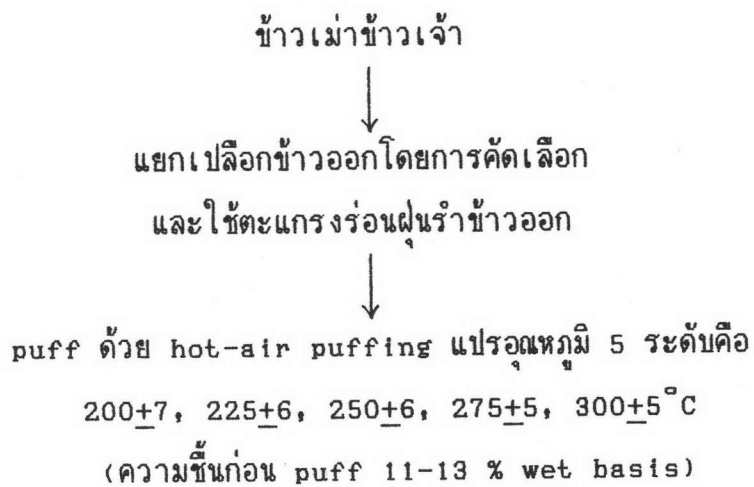 ข้าวเม่าข้าวเจ้า
แยกเปลือกข้าวออกโดยการคัดเลือก
และใช้ตะแกรงร่อนฝุ่นรำข้าวออก
puff ด้วย hot-air puffing แปรอุณหภูมิ 5 ระดับคือ
200±7, 225±6, 250±6, 275±5, 300±5°C
(ความชื้นก่อน puff 11-13 % wet basis)